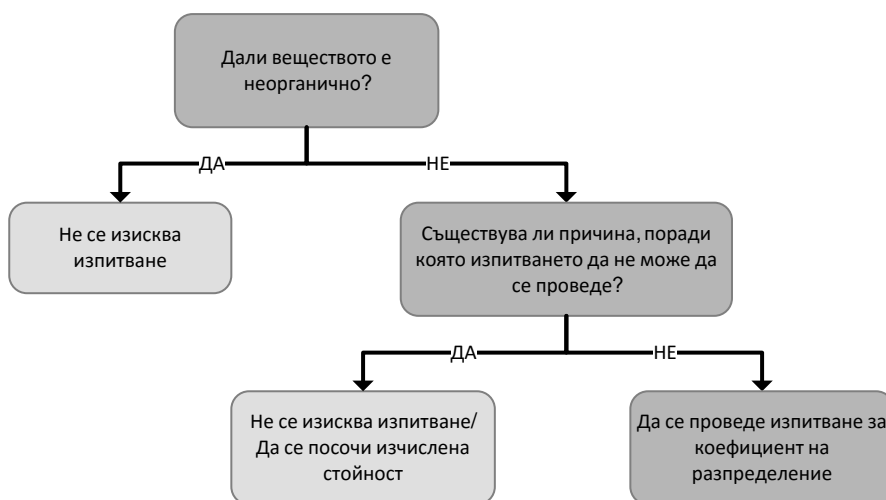 Дали веществото е
неорганично?
ДА
НЕ
Не се изисква
изпитване
Съществува ли причина, поради
която изпитването да не може да
се проведе?
ДА
НЕ
Не се изисква изпитване/
Да се посочи изчислена
стойност
Да се проведе изпитване за
коефициент на
разпределение